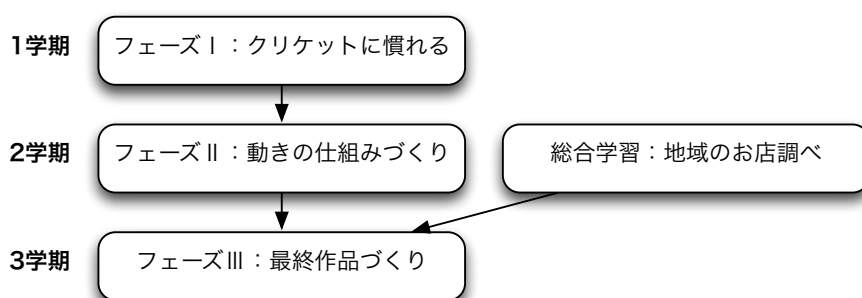 1学期
フェーズⅠ：クリケットに慣れる
2学期
フェーズⅡ：動きの仕組みづくり
総合学習：地域のお店調べ
3学期
フェーズⅢ：最終作品づくり